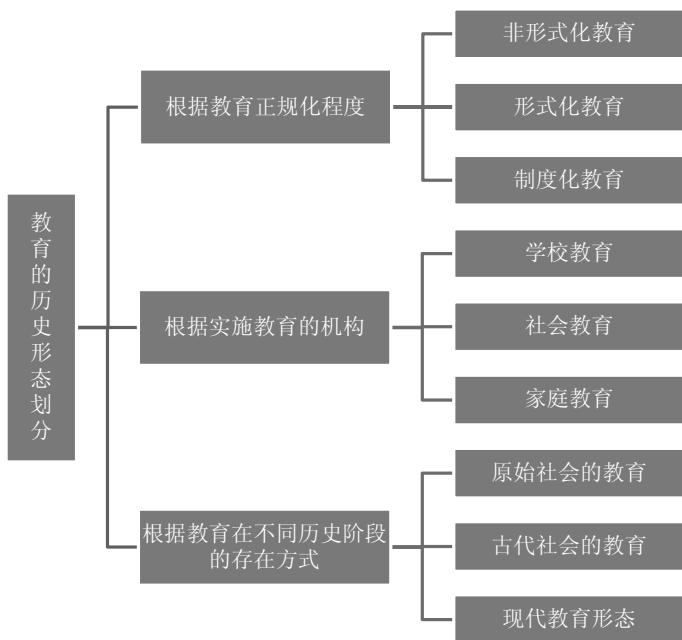 教育的历史形态划分
根据教育正规化程度
非形式化教育
形式化教育
制度化教育
根据实施教育的机构
学校教育
社会教育
家庭教育
根据教育在不同历史阶段
的存在方式
原始社会的教育
古代社会的教育
现代教育形态